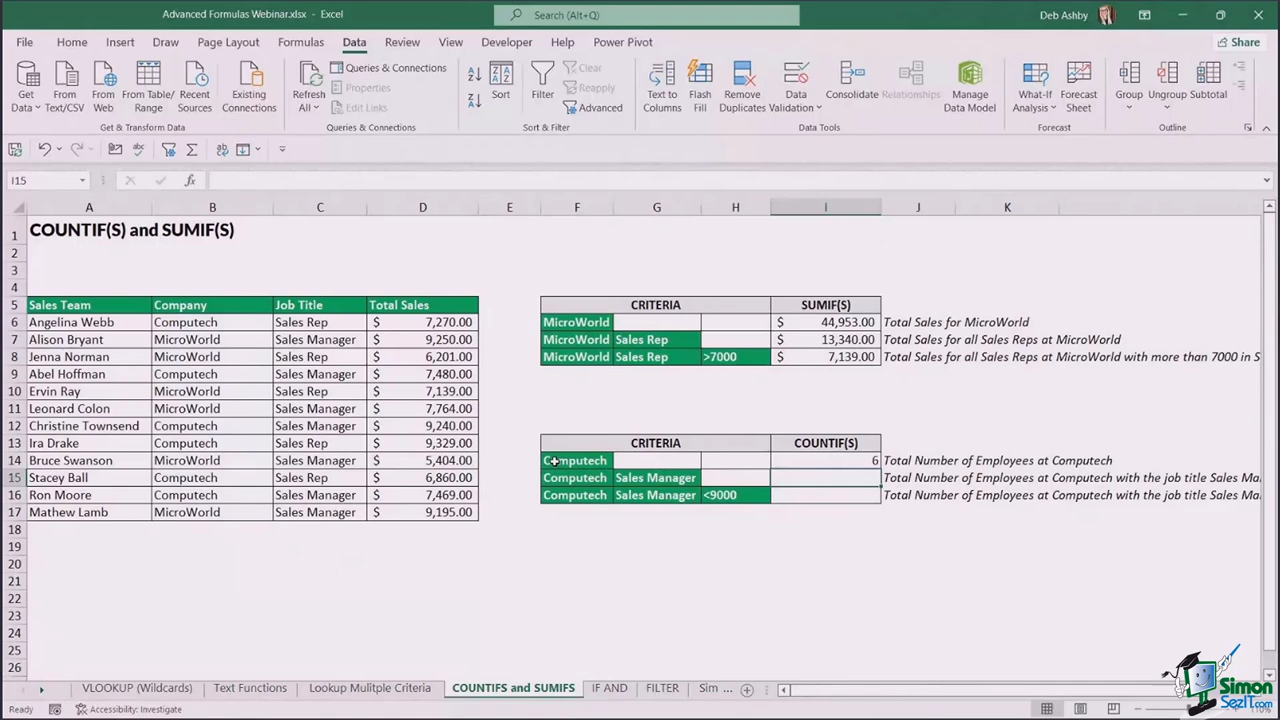 Advanced Formulas Webinar.xlsx - Excel
Search (Alt+Q)
Deb Ashby
File Home Insert Draw Page Layout Formulas Data Review View Developer Help Power Pivot Share
Get Data
From Text/CSV
From Web
From Table/ Range
Recent Sources
Existing Connections
Get & Transform Data
Refresh All
Queries & Connections
Properties
Edit Links
Queries & Connections
Sort
Filter
Clear
Reapply
Advanced
Sort & Filter
Text to Columns
Flash Fill
Remove Duplicates
Data Validation
Consolidate
Relationships
Manage Data Model
Data Tools
What-If Analysis
Forecast Sheet
Forecast
Group
Ungroup
Subtotal
Outline
I15 fx
A B C D E F G H I J K
1 COUNTIF(S) and SUMIF(S)
2
3
4
5 Sales Team Company Job Title Total Sales CRITERIA SUMIF(S)
6 Angelina Webb Computech Sales Rep $ 7,270.00 MicroWorld $ 44,953.00 Total Sales for MicroWorld
7 Alison Bryant MicroWorld Sales Manager $ 9,250.00 MicroWorld Sales Rep $ 13,340.00 Total Sales for all Sales Reps at MicroWorld
8 Jenna Norman MicroWorld Sales Rep $ 6,201.00 MicroWorld Sales Rep >7000 $ 7,139.00 Total Sales for all Sales Reps at MicroWorld with more than 7000 in S
9 Abel Hoffman Computech Sales Manager $ 7,480.00
10 Ervin Ray MicroWorld Sales Rep $ 7,139.00
11 Leonard Colon MicroWorld Sales Manager $ 7,764.00
12 Christine Townsend Computech Sales Manager $ 9,240.00
13 Ira Drake Computech Sales Rep $ 9,329.00 CRITERIA COUNTIF(S)
14 Bruce Swanson MicroWorld Sales Manager $ 5,404.00 Computech 6 Total Number of Employees at Computech
15 Stacey Ball Computech Sales Rep $ 6,860.00 Computech Sales Manager Total Number of Employees at Computech with the job title Sales Ma
16 Ron Moore Computech Sales Manager $ 7,469.00 Computech Sales Manager <9000 Total Number of Employees at Computech with the job title Sales Ma
17 Mathew Lamb MicroWorld Sales Manager $ 9,195.00
18
19
20
21
22
23
24
25
26
VLOOKUP (Wildcards) Text Functions Lookup Mulitple Criteria COUNTIFS and SUMIFS IF AND FILTER Sim ...
Ready Accessibility: Investigate 110%
Simon
SezIT.com